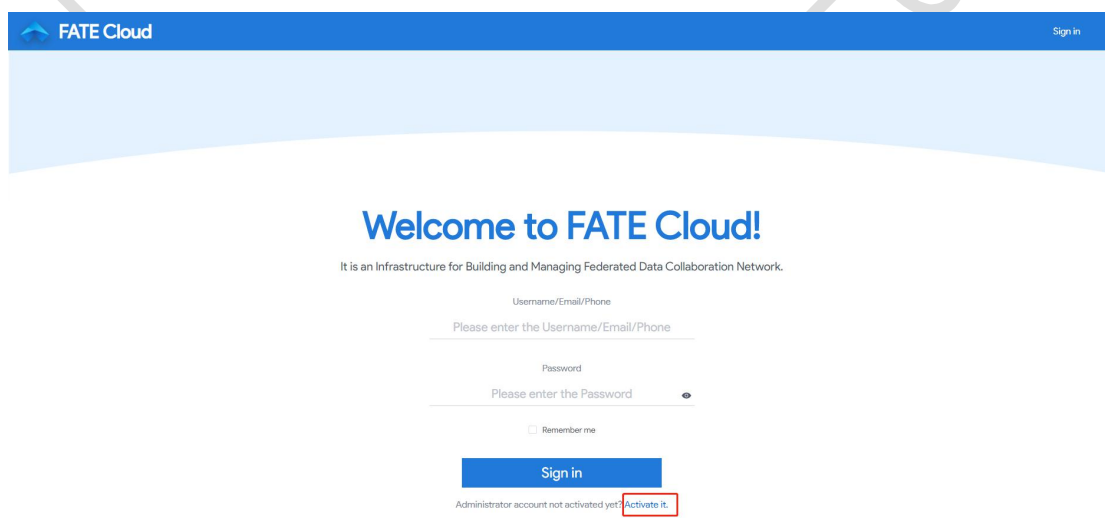 FATE Cloud
Sign in
Welcome to FATE Cloud!
It is an Infrastructure for Building and Managing Federated Data Collaboration Network.
Username/Email/Phone
Please enter the Username/Email/Phone
Password
Please enter the Password
Remember me
Sign in
Administrator account not activated yet? Activate it.